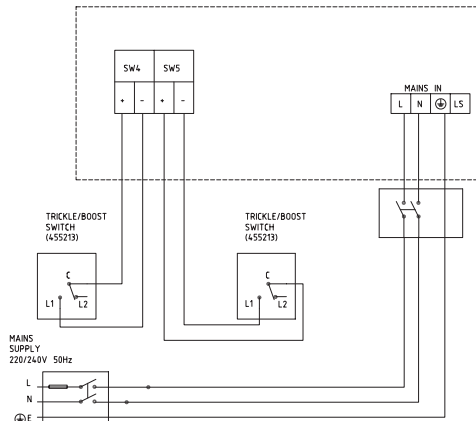 SW4 SW5
+ - + -
MAINS IN
L N LS
TRICKLE/BOOST
SWITCH
(455213)
C
L1 L2
TRICKLE/BOOST
SWITCH
(455213)
C
L1 L2
MAINS
SUPPLY
220/240V 50Hz
L
N
E